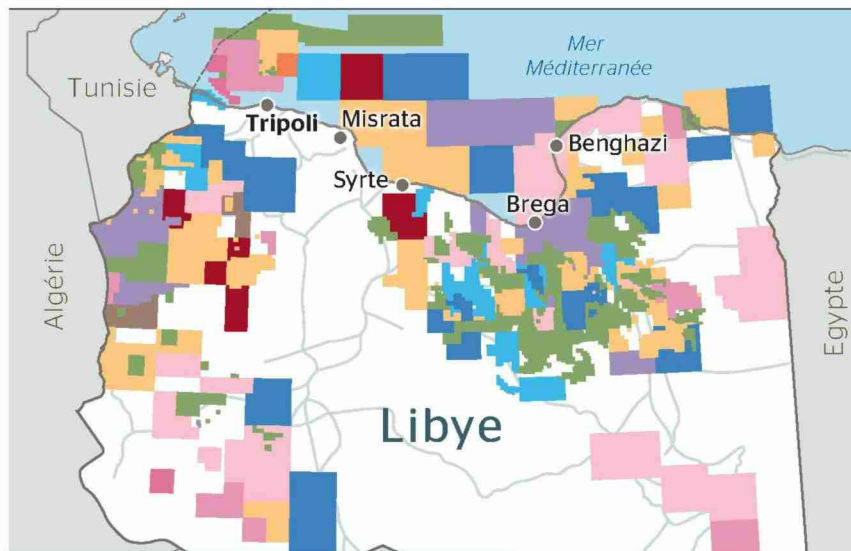 Mer
Méditerranée
Tunisie
Tripoli
Misrata
Benghazi
Syrte
Brega
Algérie
Egypte
Libye